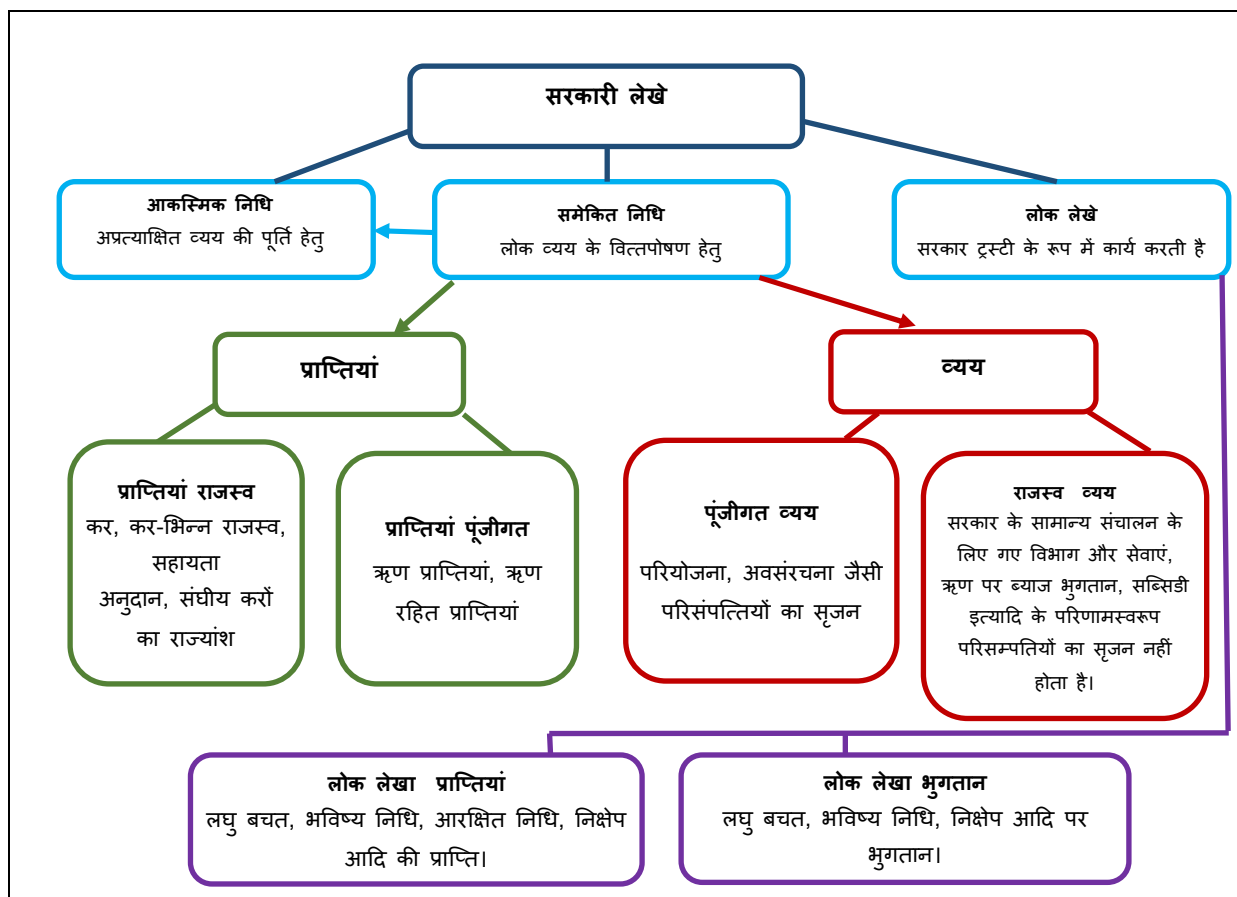 सरकारी लेखे
आकस्मिक निधि
अप्रत्याक्षित व्यय की पूर्ति हेतु
समेकित निधि
लोक व्यय के वित्तपोषण हेतु
लोक लेखे
सरकार ट्रस्टी के रूप में कार्य करती है
प्राप्तियां
व्यय
प्राप्तियां राजस्व
कर, कर-भिन्न राजस्व,
सहायता
अनुदान, संघीय करों
का राज्यांश
प्राप्तियां पूंजीगत
ऋण प्राप्तियां, ऋण
रहित प्राप्तियां
पूंजीगत व्यय
परियोजना, अवसंरचना जैसी
परिसंपत्तियों का सृजन
राजस्व व्यय
सरकार के सामान्य संचालन के
लिए गए विभाग और सेवाएं,
ऋण पर ब्याज भुगतान, सब्सिडी
इत्यादि के परिणामस्वरूप
परिसम्पतियों का सृजन नहीं
होता है।
लोक लेखा प्राप्तियां
लघु बचत, भविष्य निधि, आरक्षित निधि, निक्षेप
आदि की प्राप्ति।
लोक लेखा भुगतान
लघु बचत, भविष्य निधि, निक्षेप आदि पर
भुगतान।